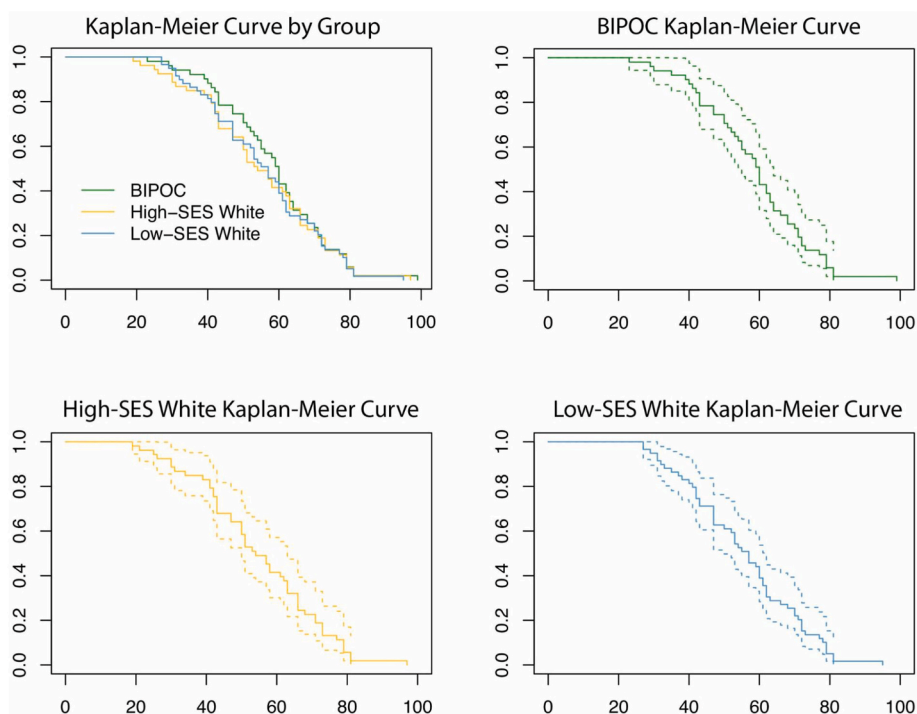 Kaplan-Meier Curve by Group
1.0
0.8
0.6
0.4
0.2
0.0
BIPOC
High-SES White
Low-SES White
0 20 40 60 80 100
BIPOC Kaplan-Meier Curve
1.0
0.8
0.6
0.4
0.2
0.0
0 20 40 60 80 100
High-SES White Kaplan-Meier Curve
1.0
0.8
0.6
0.4
0.2
0.0
0 20 40 60 80 100
Low-SES White Kaplan-Meier Curve
1.0
0.8
0.6
0.4
0.2
0.0
0 20 40 60 80 100